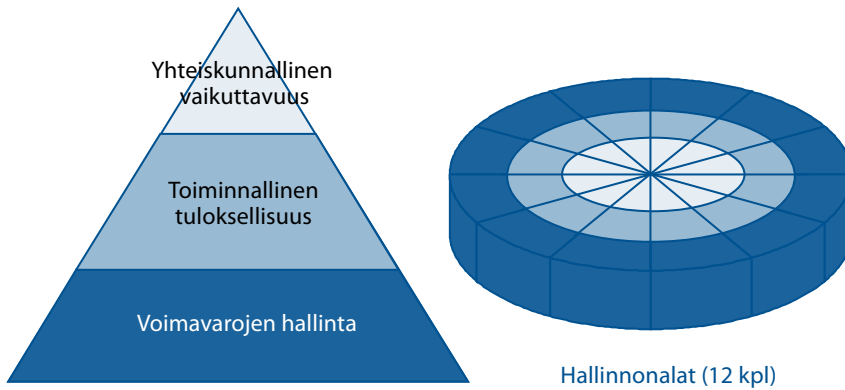 Yhteiskunnallinen
vaikuttavuus
Toiminnallinen
tuloksellisuus
Voimavarojen hallinta
Hallinnonalat (12 kpl)